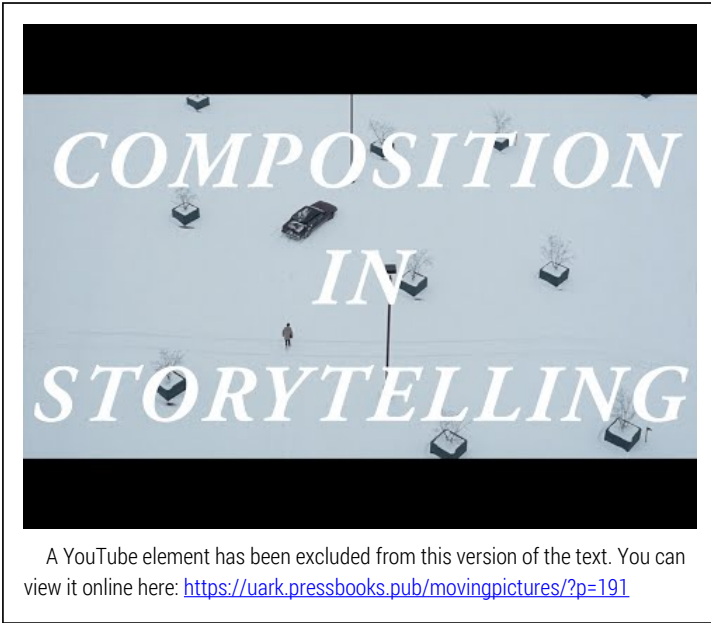 COMPOSITION
IN
STORYTELLING
A YouTube element has been excluded from this version of the text. You can
view it online here: https://uark.pressbooks.pub/movingpictures/?p=191